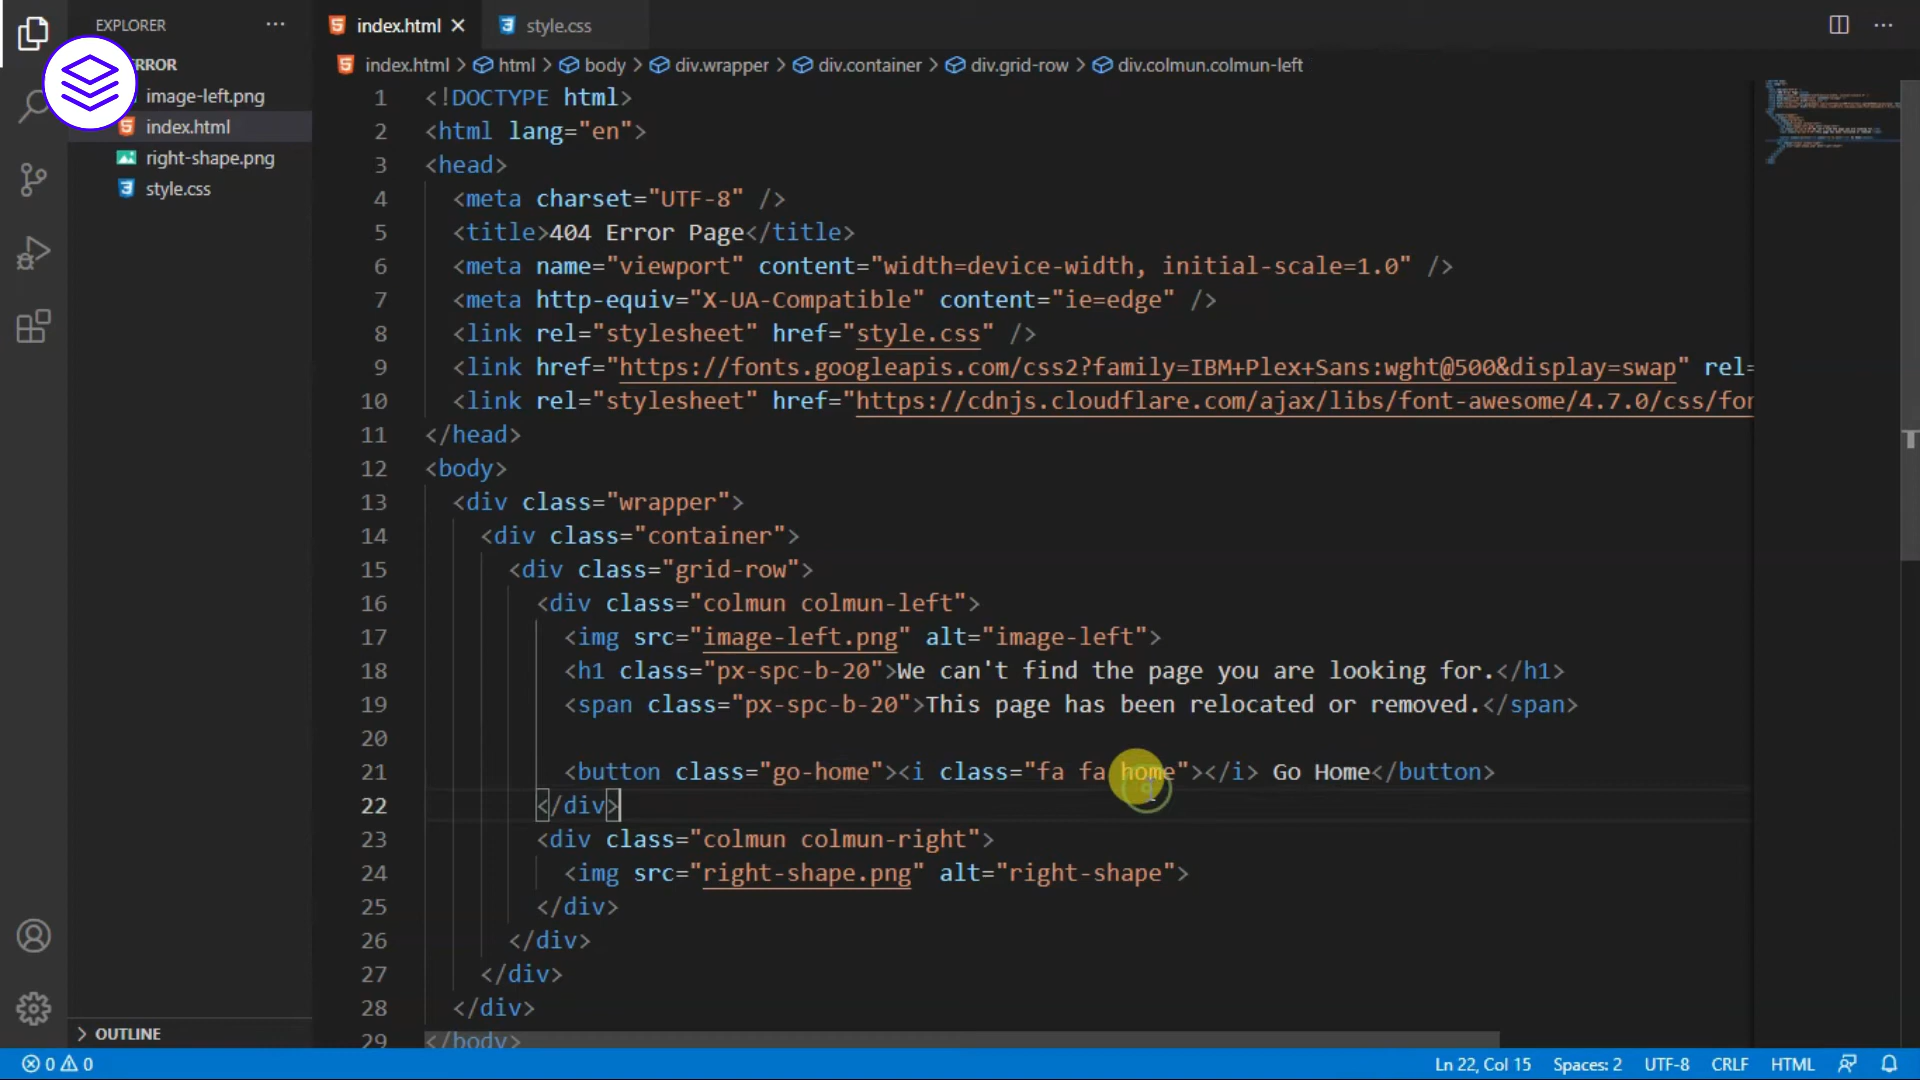 EXPLORER
index.html
style.css
index.html > html > body > div.wrapper > div.container > div.grid-row > div.colmun.colmun-left
image-left.png
index.html
right-shape.png
style.css
1 <!DOCTYPE html>
2 <html lang="en">
3 <head>
4 <meta charset="UTF-8" />
5 <title>404 Error Page</title>
6 <meta name="viewport" content="width=device-width, initial-scale=1.0" />
7 <meta http-equiv="X-UA-Compatible" content="ie=edge" />
8 <link rel="stylesheet" href="style.css" />
9 <link href="https://fonts.googleapis.com/css2?family=IBM+Plex+Sans:wght@500&display=swap" rel=
10 <link rel="stylesheet" href="https://cdnjs.cloudflare.com/ajax/libs/font-awesome/4.7.0/css/for
11 </head>
12 <body>
13 <div class="wrapper">
14 <div class="container">
15 <div class="grid-row">
16 <div class="colmun colmun-left">
17 <img src="image-left.png" alt="image-left">
18 <h1 class="px-spc-b-20">We can't find the page you are looking for.</h1>
19 <span class="px-spc-b-20">This page has been relocated or removed.</span>
20
21 <button class="go-home"><i class="fa fa home"></i> Go Home</button>
22 </div>
23 <div class="colmun colmun-right">
24 <img src="right-shape.png" alt="right-shape">
25 </div>
26 </div>
27 </div>
28 </div>
29 </body>
OUTLINE
0 0
Ln 22, Col 15
Spaces: 2
UTF-8
CRLF
HTML